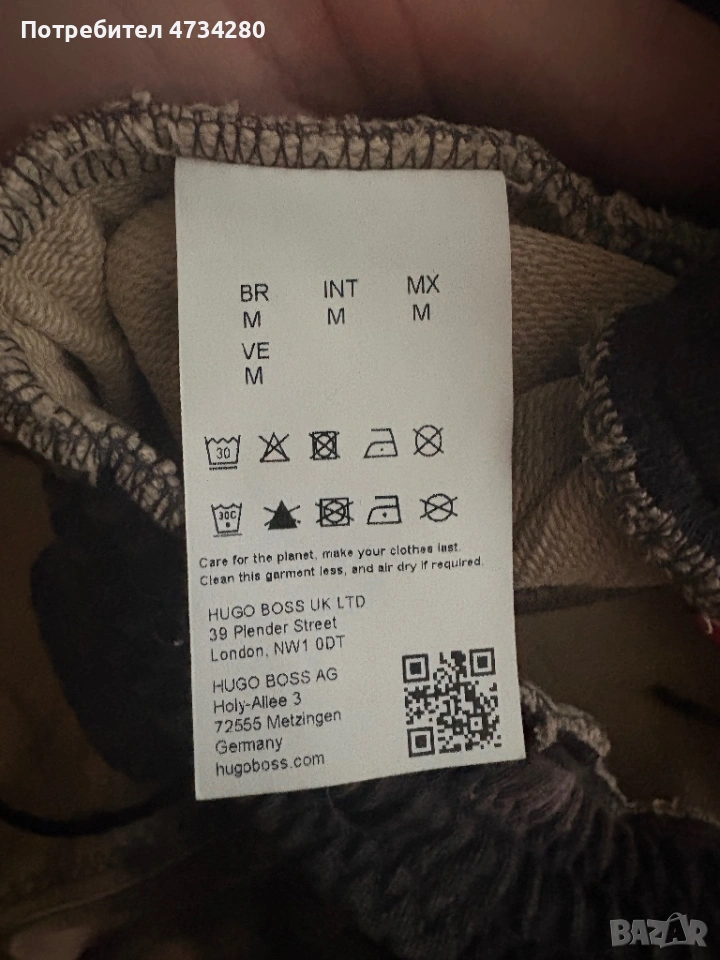 Потребител 4734280
BR INT MX
M M M
VE
M
30
30C
Care for the planet, make your clothes last.
Clean this garment less, and air dry if required.
HUGO BOSS UK LTD
39 Plender Street
London, NW1 0DT
HUGO BOSS AG
Holy-Allee 3
72555 Metzingen
Germany
hugoboss.com
BAZAR